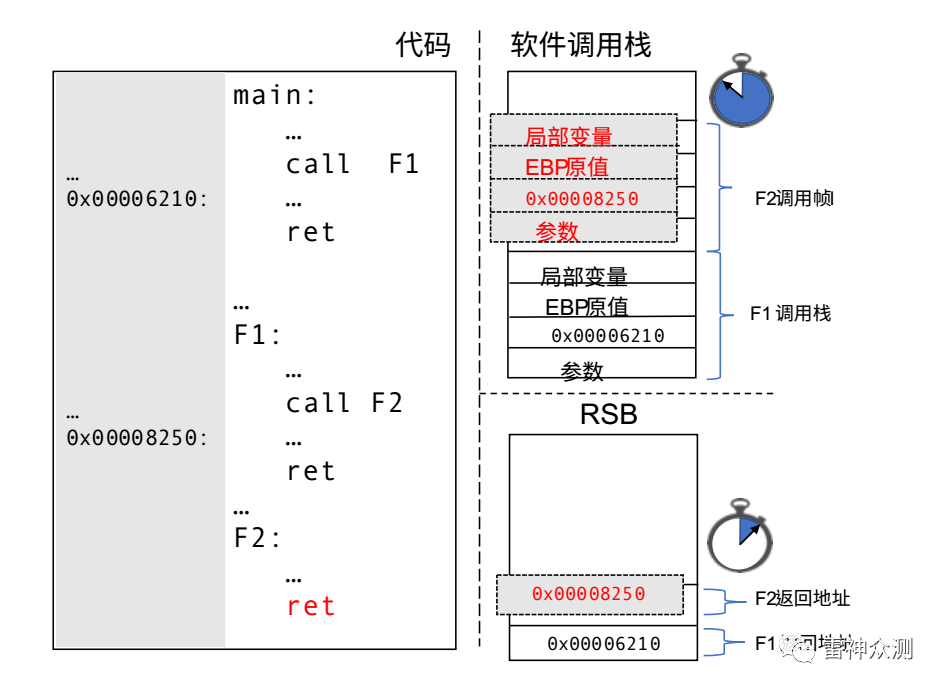 代码
main:
…
call F1
…
0x00006210:
…
ret
…
F1:
…
call F2
…
0x00008250:
…
ret
…
F2:
…
ret
软件调用栈
局部变量
EBP原值
0x00008250
参数
F2调用帧
局部变量
EBP原值
0x00006210
参数
F1调用栈
RSB
0x00008250
F2返回地址
0x00006210
F1
雷神众测